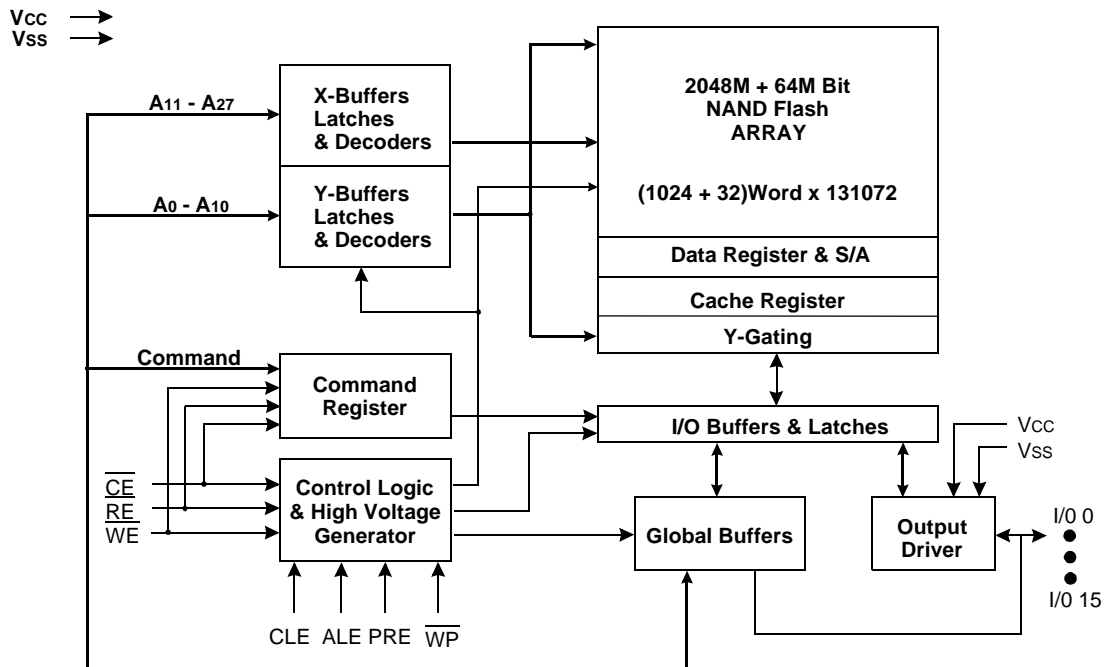 VCC
VSS
A11 - A27
X-Buffers
Latches
& Decoders
A0 - A10
Y-Buffers
Latches
& Decoders
2048M + 64M Bit
NAND Flash
ARRAY
(1024 + 32)Word x 131072
Data Register & S/A
Cache Register
Y-Gating
Command
Command
Register
I/O Buffers & Latches
VCC
VSS
CE
RE
WE
Control Logic
& High Voltage
Generator
Global Buffers
Output
Driver
I/0 0
I/0 15
CLE ALE PRE WP